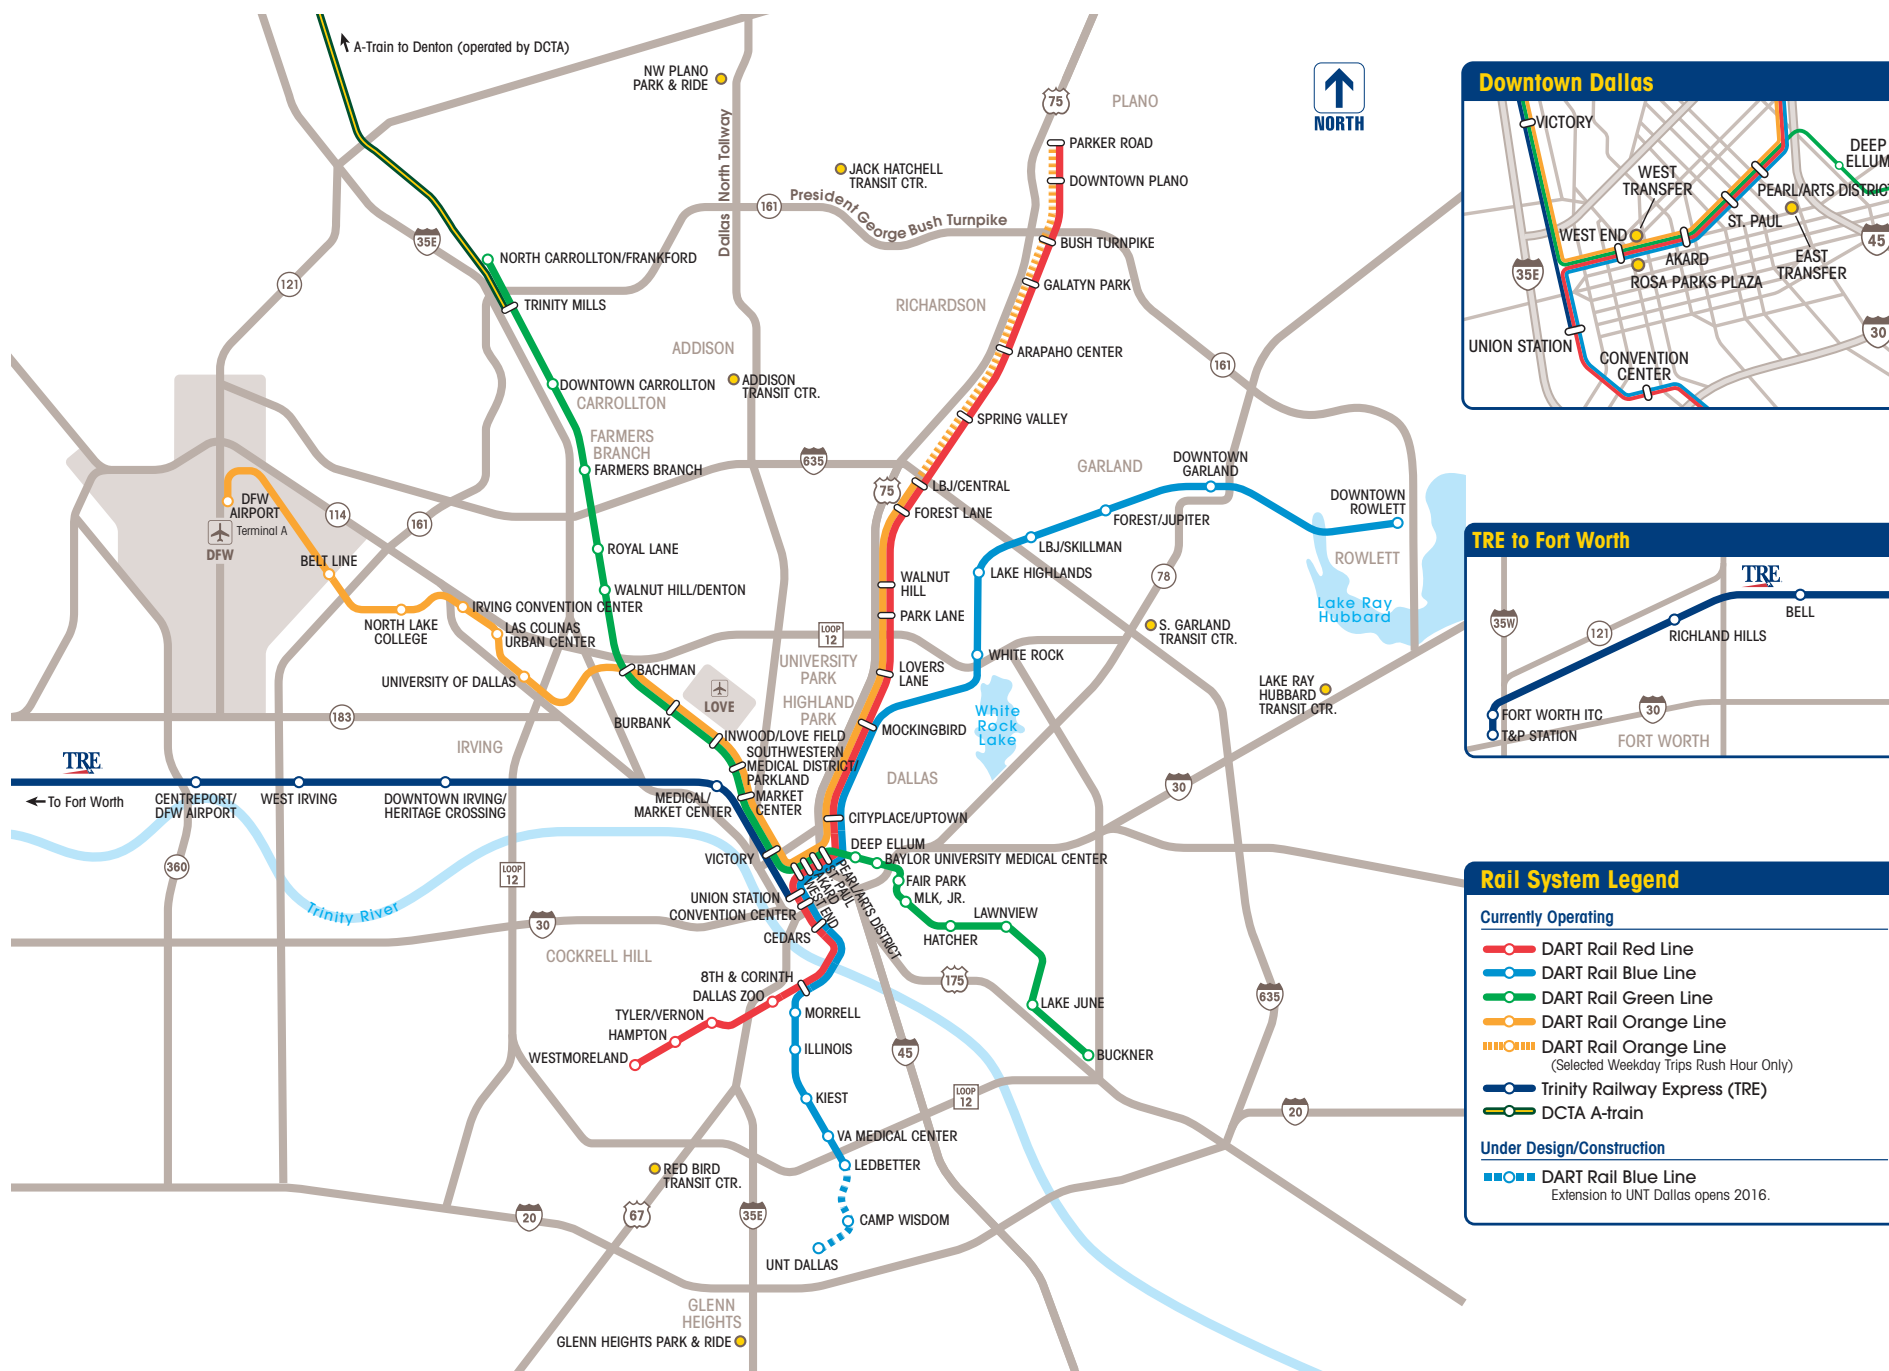 A-Train to Denton (operated by DCTA)
NW PLANO
PARK & RIDE
Dallas North Tollway
75
PLANO
NORTH
PARKER ROAD
JACK HATCHELL
TRANSIT CTR.
DOWNTOWN PLANO
161
President George Bush Turnpike
35E
BUSH TURNPIKE
NORTH CARROLLTON/FRANKFORD
121
GALATYN PARK
TRINITY MILLS
RICHARDSON
ADDISON
ARAPAHO CENTER
161
DOWNTOWN CARROLLTON
ADDISON
TRANSIT CTR.
CARROLLTON
SPRING VALLEY
FARMERS
BRANCH
635
GARLAND
DOWNTOWN
GARLAND
FARMERS BRANCH
LBJ/CENTRAL
75
DOWNTOWN
ROWLETT
DFW
AIRPORT
Terminal A
DFW
114
161
FOREST LANE
FOREST/JUPITER
ROYAL LANE
LBJ/SKILLMAN
ROWLETT
BELT LINE
WALNUT
HILL
LAKE HIGHLANDS
78
WALNUT HILL/DENTON
Lake Ray
Hubbard
IRVING CONVENTION CENTER
NORTH LAKE
COLLEGE
PARK LANE
LAS COLINAS
URBAN CENTER
LOOP
12
S. GARLAND
TRANSIT CTR.
WHITE ROCK
UNIVERSITY
PARK
BACHMAN
LOVERS
LANE
UNIVERSITY OF DALLAS
LOVE
LAKE RAY
HUBBARD
TRANSIT CTR.
HIGHLAND
PARK
183
BURBANK
White
Rock
Lake
MOCKINGBIRD
INWOOD/LOVE FIELD
IRVING
SOUTHWESTERN
MEDICAL DISTRICT/
PARKLAND
TRE
DALLAS
30
To Fort Worth
CENTREPORT/
DFW AIRPORT
WEST IRVING
DOWNTOWN IRVING/
HERITAGE CROSSING
MEDICAL/
MARKET CENTER
MARKET
CENTER
CITYPLACE/UPTOWN
DEEP ELLUM
VICTORY
BAYLOR UNIVERSITY MEDICAL CENTER
360
LOOP
12
PEARL/ARTS DISTRICT
ST. PAUL
AKARD
WEST END
FAIR PARK
UNION STATION
MLK, JR.
Trinity River
CONVENTION CENTER
LAWNVIEW
30
CEDARS
HATCHER
COCKRELL HILL
8TH & CORINTH
175
DALLAS ZOO
635
TYLER/VERNON
MORRELL
LAKE JUNE
HAMPTON
ILLINOIS
45
WESTMORELAND
BUCKNER
KIEST
LOOP
12
20
VA MEDICAL CENTER
LEDBETTER
RED BIRD
TRANSIT CTR.
20
67
35E
CAMP WISDOM
UNT DALLAS
GLENN
HEIGHTS
GLENN HEIGHTS PARK & RIDE
Downtown Dallas
VICTORY
DEEP
ELLUM
WEST
TRANSFER
PEARL/ARTS DISTRICT
ST. PAUL
WEST END
45
AKARD
EAST
TRANSFER
35E
ROSA PARKS PLAZA
30
UNION STATION
CONVENTION
CENTER
TRE to Fort Worth
TRE
35W
BELL
121
RICHLAND HILLS
FORT WORTH ITC
30
T&P STATION
FORT WORTH
Rail System Legend
Currently Operating
DART Rail Red Line
DART Rail Blue Line
DART Rail Green Line
DART Rail Orange Line
DART Rail Orange Line
(Selected Weekday Trips Rush Hour Only)
Trinity Railway Express (TRE)
DCTA A-train
Under Design/Construction
DART Rail Blue Line
Extension to UNT Dallas opens 2016.